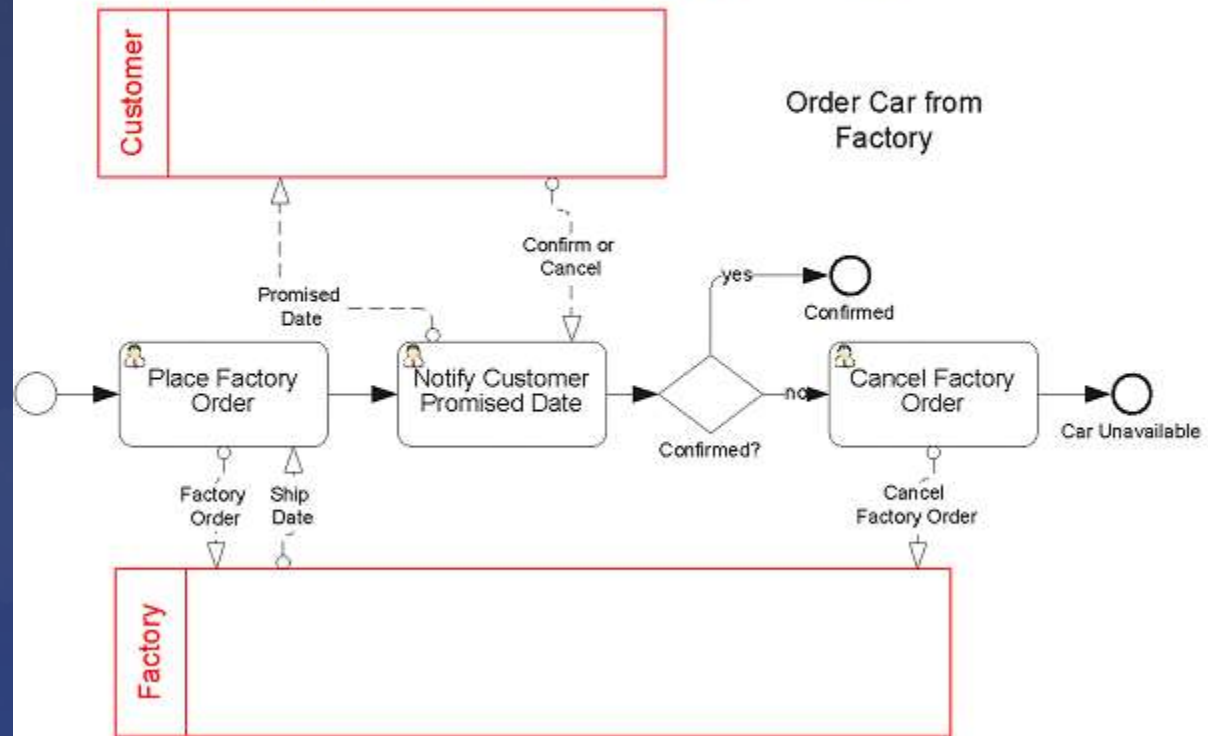 Customer
Order Car from
Factory
Confirm or
Cancel
Promised
Date
yes
Confirmed
Place Factory
Order
Notify Customer
Promised Date
Confirmed?
no
Cancel Factory
Order
Car Unavailable
Factory
Order
Ship
Date
Cancel
Factory Order
Factory